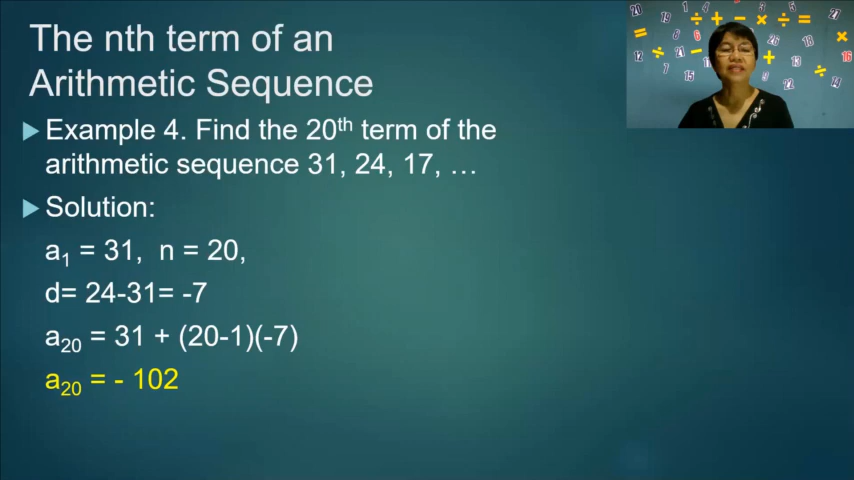 The nth term of an
Arithmetic Sequence
Example 4. Find the 20th term of the
arithmetic sequence 31, 24, 17, …
Solution:
a1 = 31, n = 20,
d= 24-31= -7
a20 = 31 + (20-1)(-7)
a20 = - 102